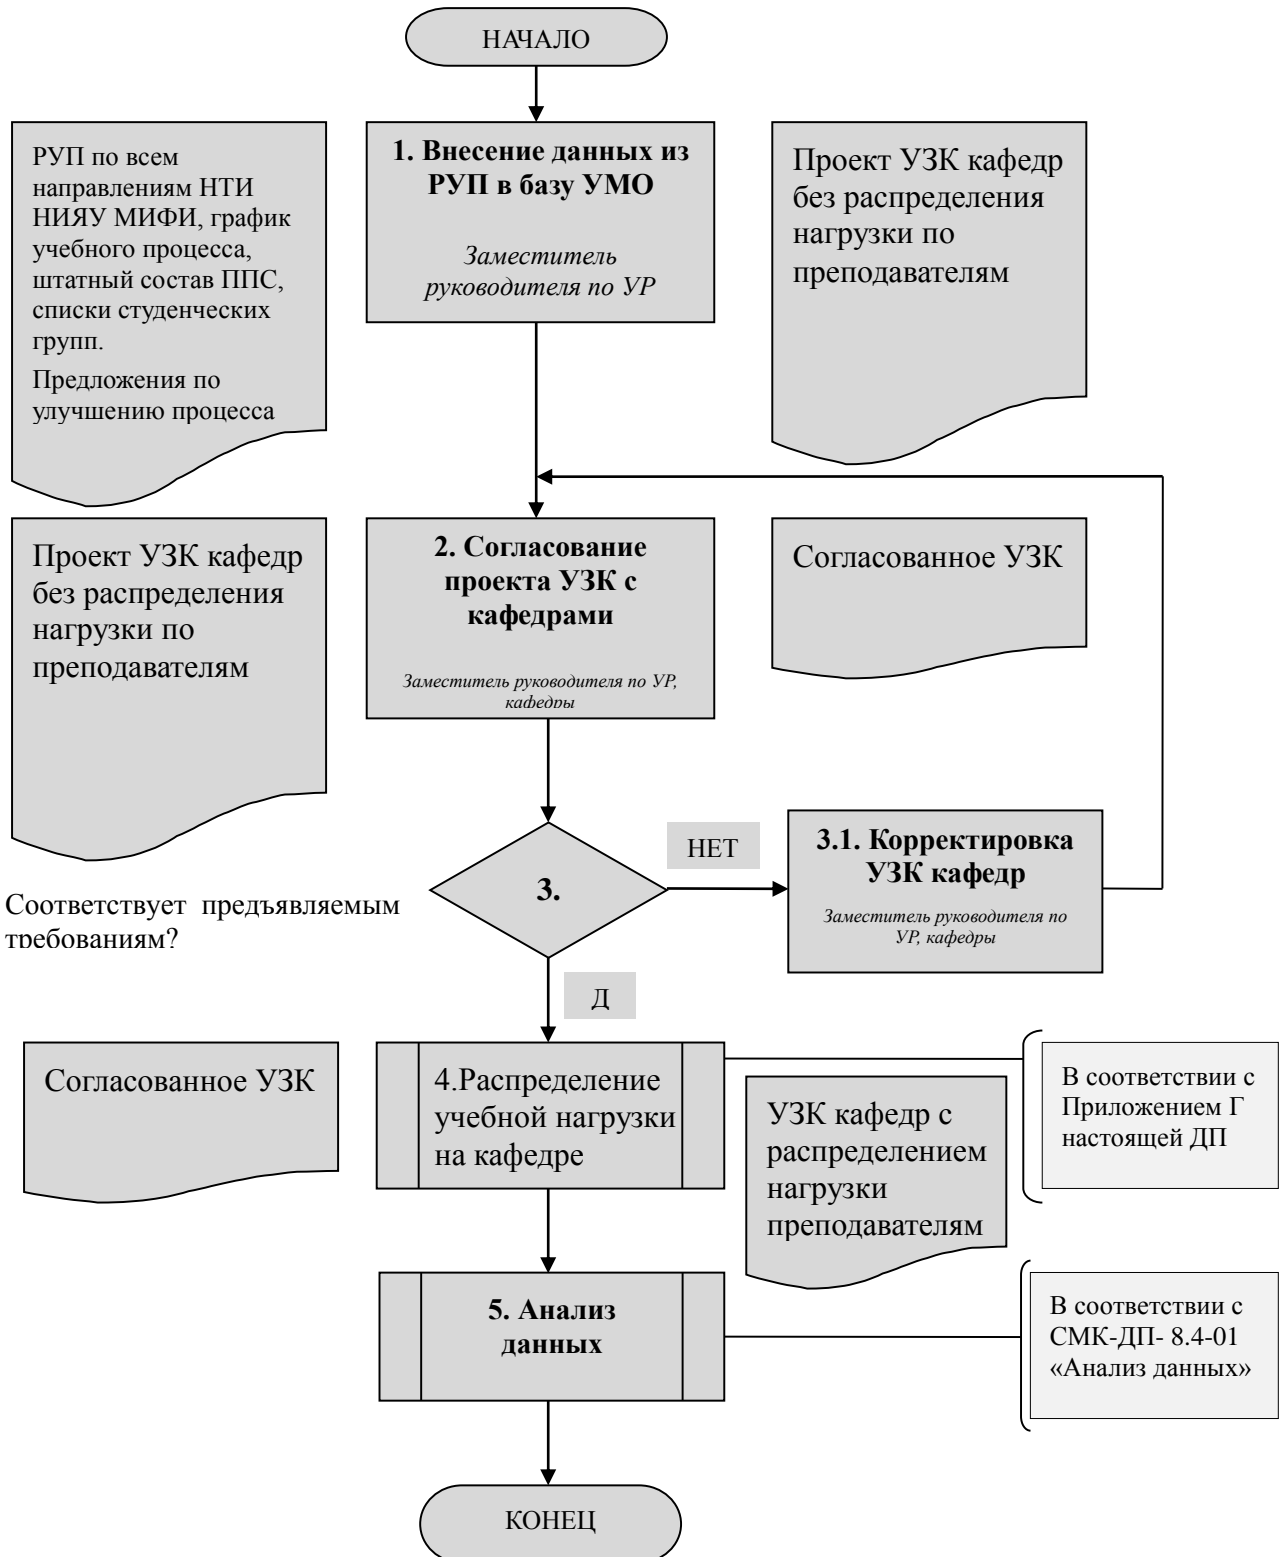 НАЧАЛО
РУП по всем
направлениям НТИ
НИЯУ МИФИ, график
учебного процесса,
штатный состав ППС,
списки студенческих
групп.
Предложения по
улучшению процесса
1. Внесение данных из
РУП в базу УМО
Заместитель
руководителя по УР
Проект УЗК кафедр
без распределения
нагрузки по
преподавателям
Проект УЗК кафедр
без распределения
нагрузки по
преподавателям
2. Согласование
проекта УЗК с
кафедрами
Заместитель руководителя по УР,
кафедры
Согласованное УЗК
Соответствует предъявляемым
требованиям?
3.
НЕТ
3.1. Корректировка
УЗК кафедр
Заместитель руководителя по
УР, кафедры
Д
Согласованное УЗК
4.Распределение
учебной нагрузки
на кафедре
УЗК кафедр с
распределением
нагрузки
преподавателям
В соответствии с
Приложением Г
настоящей ДП
5. Анализ
данных
В соответствии с
СМК-ДП- 8.4-01
«Анализ данных»
КОНЕЦ